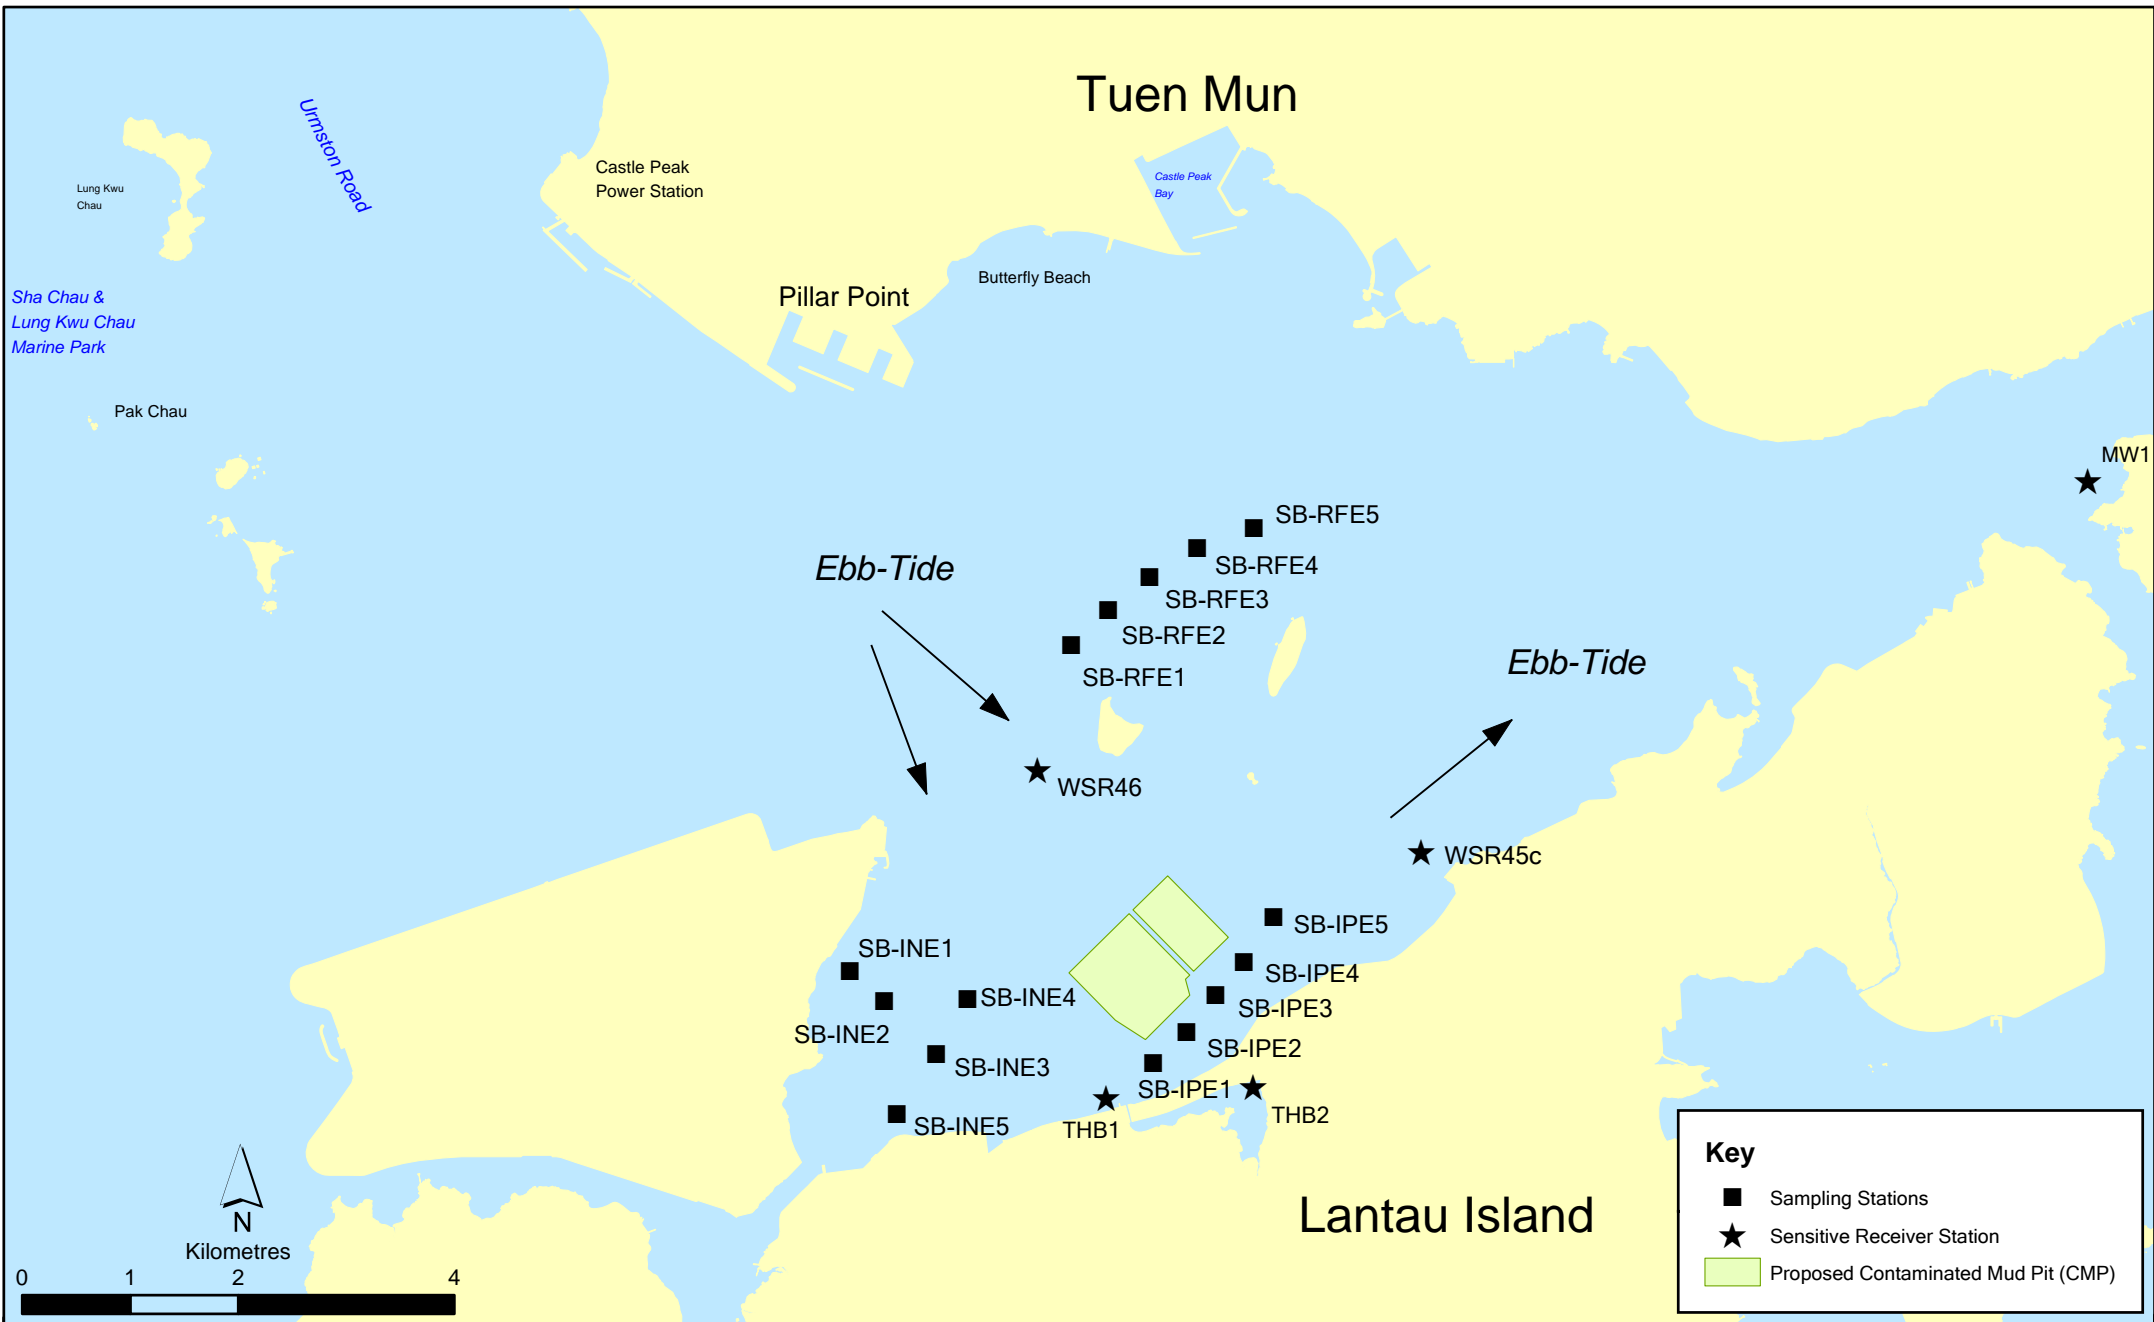 Tuen Mun
Urmston Road
Castle Peak
Power Station
Castle Peak
Bay
Lung Kwu
Chau
Butterfly Beach
Pillar Point
Sha Chau &
Lung Kwu Chau
Marine Park
Pak Chau
MW1
SB-RFE5
SB-RFE4
SB-RFE3
SB-RFE2
SB-RFE1
Ebb-Tide
Ebb-Tide
WSR46
WSR45c
SB-IPE5
SB-IPE4
SB-IPE3
SB-IPE2
SB-IPE1
SB-INE1
SB-INE4
SB-INE2
SB-INE3
SB-INE5
THB1
THB2
Lantau Island
N
Kilometres
0 1 2 4
Key
Sampling Stations
Sensitive Receiver Station
Proposed Contaminated Mud Pit (CMP)